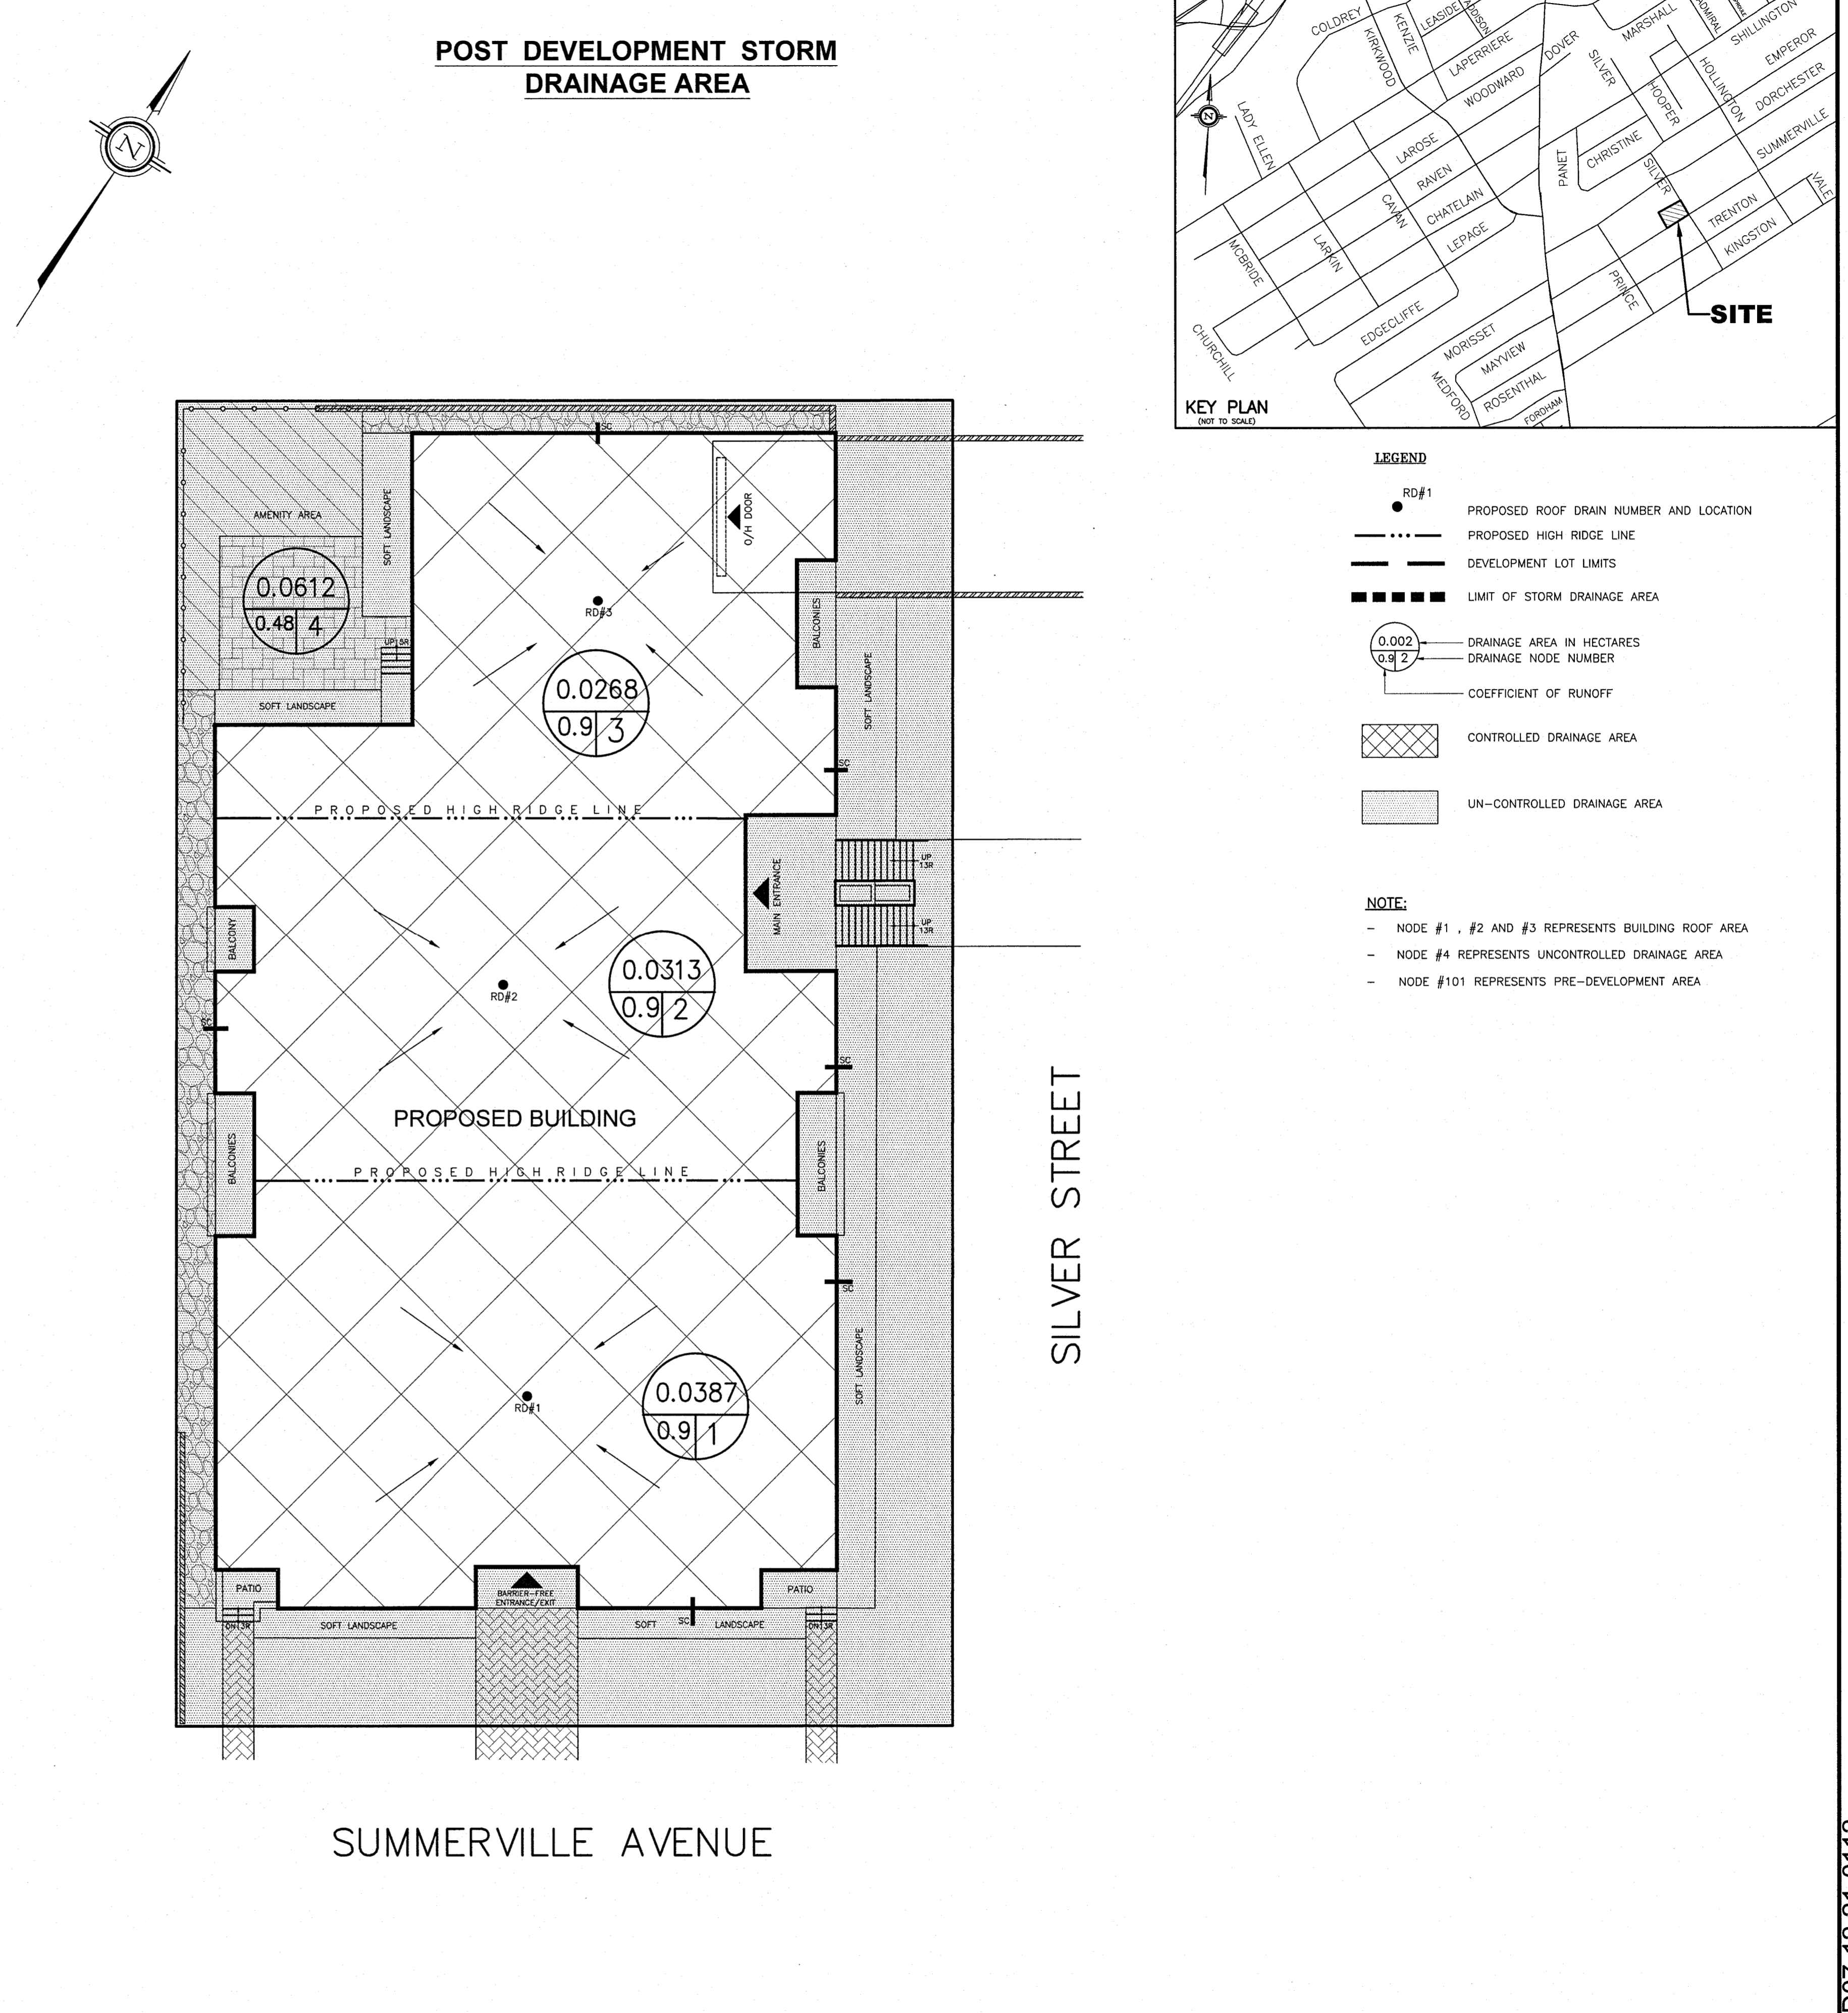 POST DEVELOPMENT STORM
DRAINAGE AREA
N
COLDREY
KIRKWOOD
KENZIE
LEASIDE
ADDISON
LAPERRIERE
WOODWARD
DOVER
SILVER
MARSHALL
ADMIRAL
SHILLINGTON
EMPEROR
HOOPER
HOLLINGTON
DORCHESTER
SUMMERVILLE
N
LADY ELLEN
LAROSE
RAVEN
CAVAN
CHATELAIN
LEPAGE
PANET
CHRISTINE
SILVER
TRENTON
KINGSTON
VALE
MCBRIDE
LARKIN
PRINCE
SITE
EDGECLIFFE
CHURCHILL
MORISSET
MAYVIEW
MEDFORD
ROSENTHAL
FORDHAM
KEY PLAN
(NOT TO SCALE)
LEGEND
RD#1
PROPOSED ROOF DRAIN NUMBER AND LOCATION
PROPOSED HIGH RIDGE LINE
DEVELOPMENT LOT LIMITS
LIMIT OF STORM DRAINAGE AREA
0.002
DRAINAGE AREA IN HECTARES
0.9 2
DRAINAGE NODE NUMBER
COEFFICIENT OF RUNOFF
CONTROLLED DRAINAGE AREA
UN-CONTROLLED DRAINAGE AREA
NOTE:
- NODE #1 , #2 AND #3 REPRESENTS BUILDING ROOF AREA
- NODE #4 REPRESENTS UNCONTROLLED DRAINAGE AREA
- NODE #101 REPRESENTS PRE-DEVELOPMENT AREA
SC
AMENITY AREA
SOFT LANDSCAPE
O/H DOOR
0.0612
0.48 4
RD#3
BALCONIES
UP 5R
SOFT LANDSCAPE
0.0268
0.9 3
SOFT LANDSCAPE
SC
PROPOSED HIGH RIDGE LINE
MAIN ENTRANCE
UP
13R
UP
13R
BALCONY
0.0313
0.9 2
RD#2
SC
SC
PROPOSED BUILDING
BALCONIES
BALCONIES
PROPOSED HIGH RIDGE LINE
SILVER STREET
SC
SOFT LANDSCAPE
0.0387
0.9 1
RD#1
PATIO
BARRIER-FREE
ENTRANCE/EXIT
PATIO
DN 3R
SOFT LANDSCAPE
SOFT
SC
LANDSCAPE
DN 3R
SUMMERVILLE AVENUE